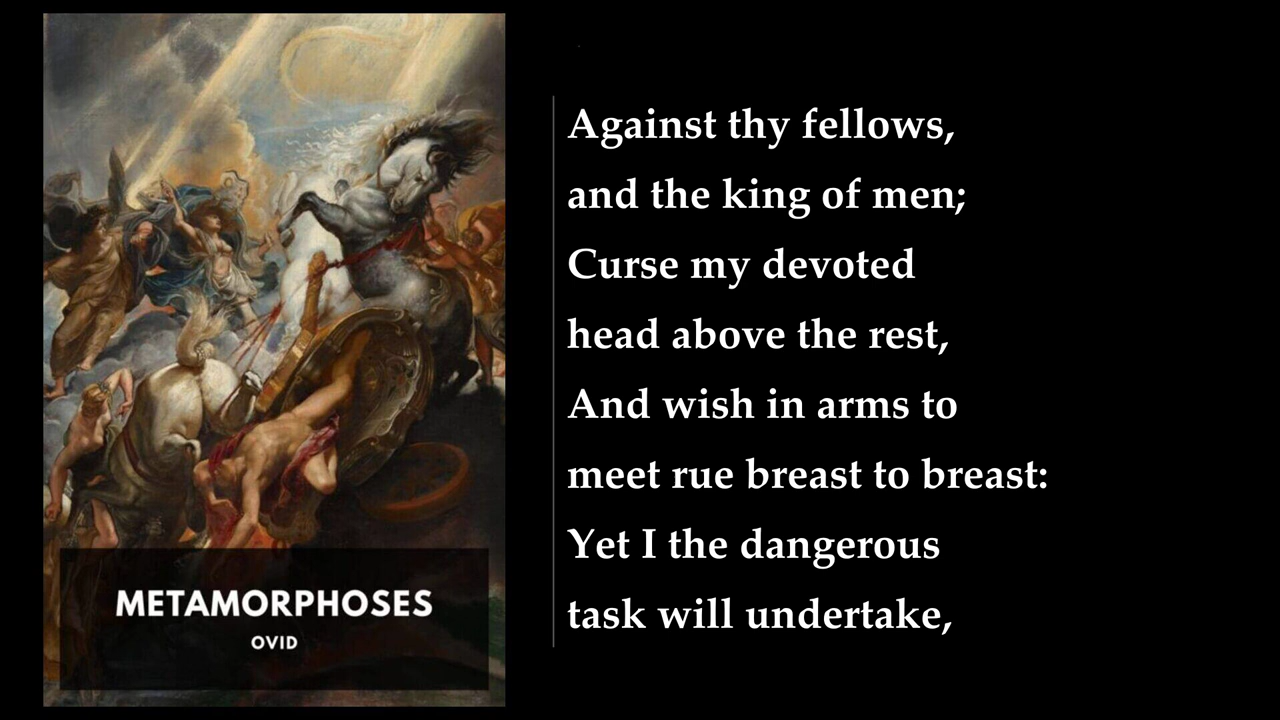 METAMORPHOSES
OVID
Against thy fellows,
and the king of men;
Curse my devoted
head above the rest,
And wish in arms to
meet rue breast to breast:
Yet I the dangerous
task will undertake,